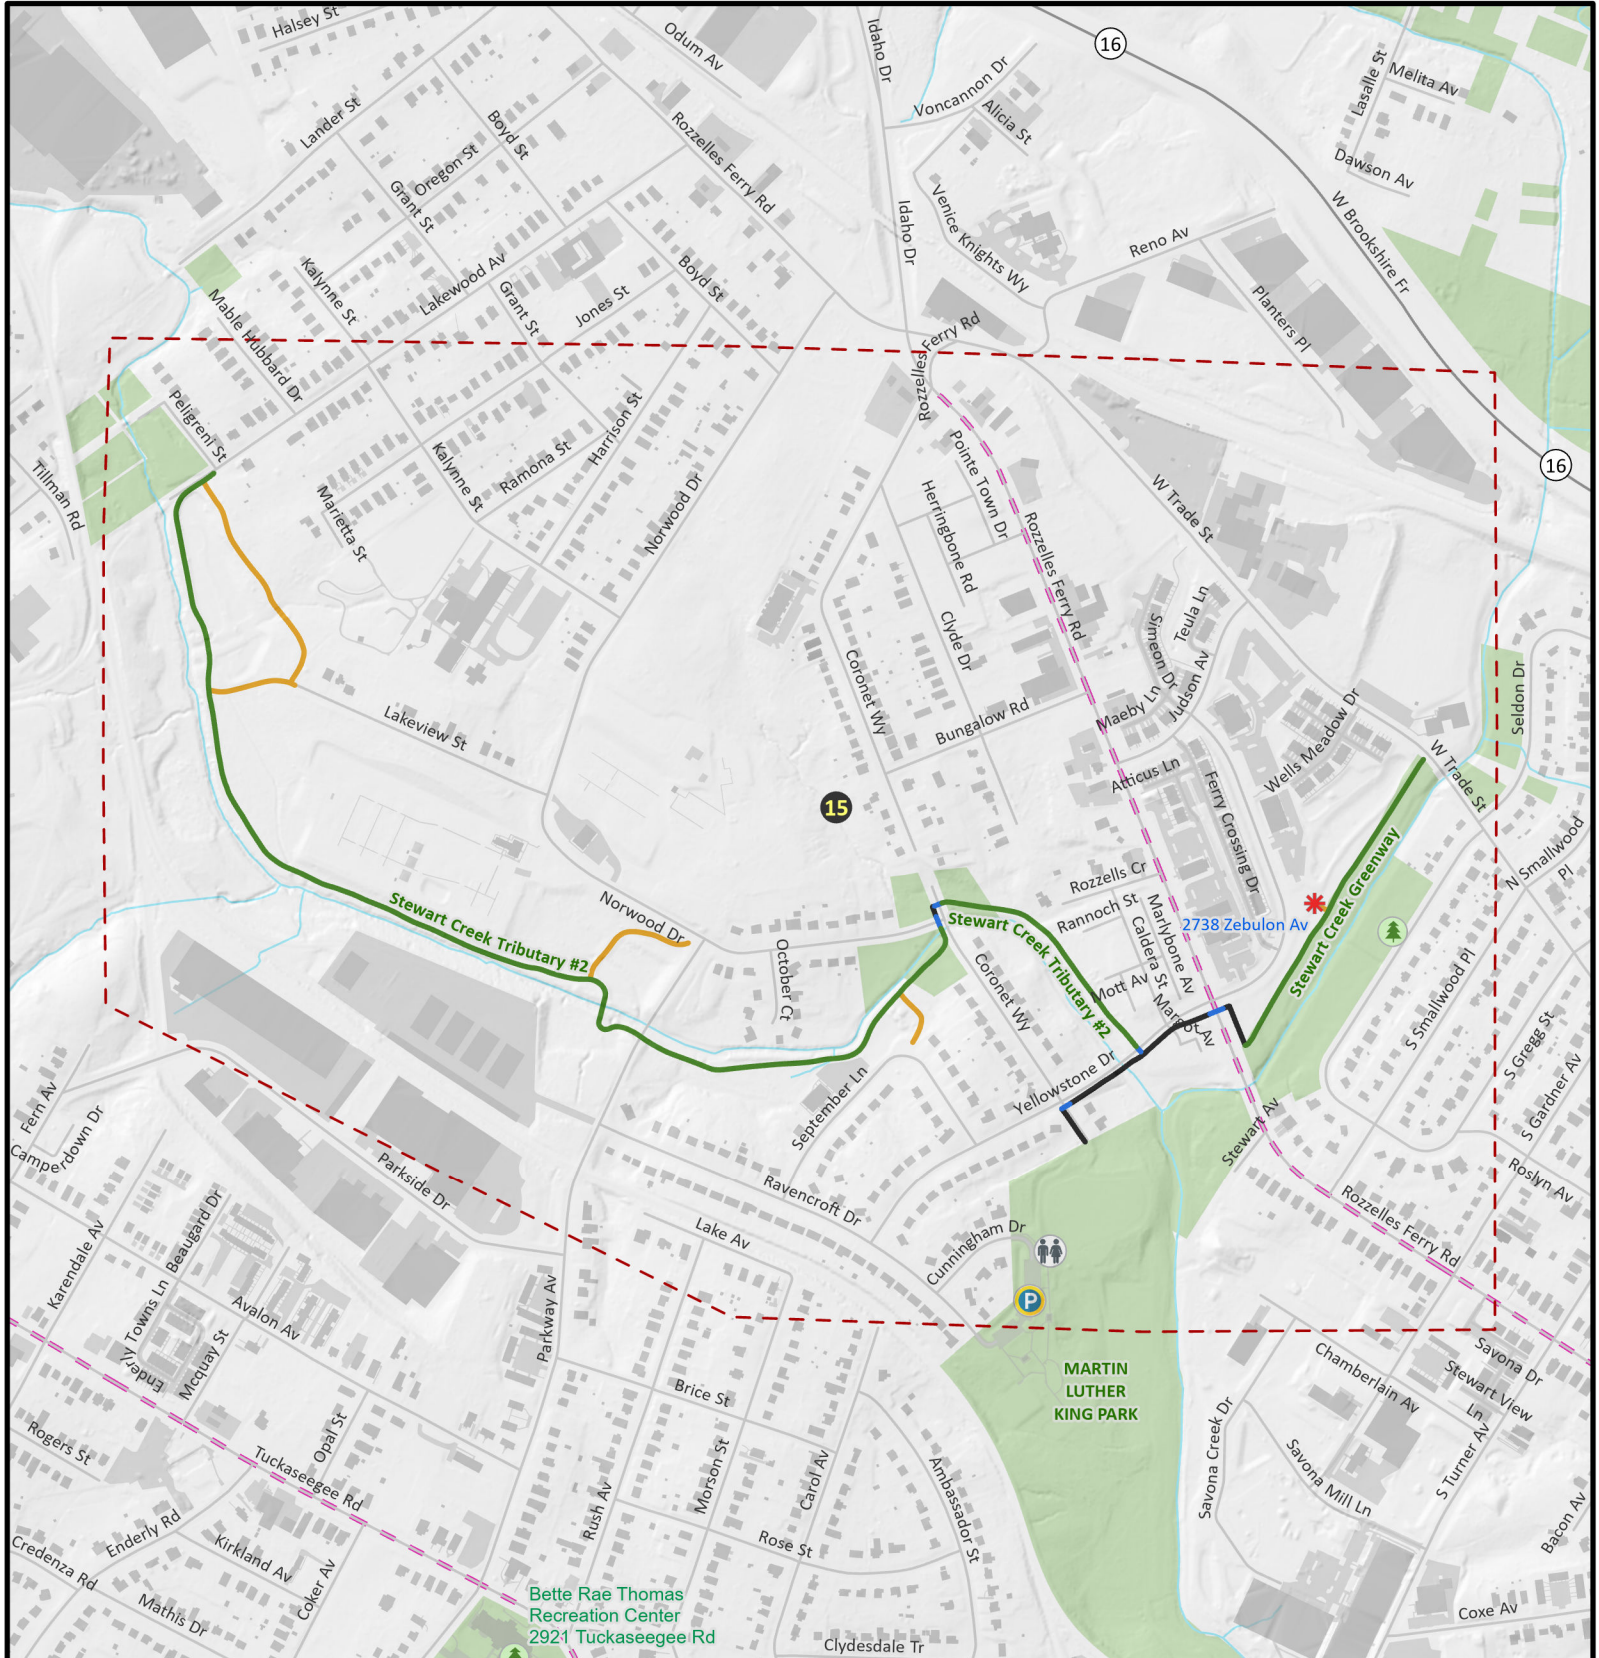 Halsey St
Odum Av
Idaho Dr
16
Voncannon Dr
Alicia St
Lasalle St
Melita Av
Dawson Av
Lander St
Boyd St
Oregon St
Grant St
Rozzelles Ferry Rd
Idaho Dr
Venice Knights Wy
Reno Av
W Brookshire Fr
Planters Pl
Kalynne St
Lakewood Av
Boyd St
Grant St
Jones St
Mable Hubbard Dr
Rozzelles Ferry Rd
Peligreni St
Tillman Rd
Marietta St
Kalynne St
Ramona St
Harrison St
Norwood Dr
Pointe Town Dr
Herringbone Rd
Rozzelles Ferry Rd
W Trade St
16
Clyde Dr
Simeon Dr
Teula Ln
Judson Av
Maeby Ln
Coronet Wy
Bungalow Rd
Atticus Ln
Wells Meadow Dr
Seldon Dr
W Trade St
Lakeview St
15
Ferry Crossing Dr
N Smallwood
Pl
Rozzells Cr
Rannoch St
Marlybone Av
Caldera St
2738 Zebulon Av
Stewart Creek Greenway
Stewart Creek Tributary #2
Norwood Dr
October Ct
Stewart Creek Tributary #2
Coronet Wy
Mott Av
Margot Av
S Smallwood Pl
S Gregg St
S Gardner Av
Yellowstone Dr
September Ln
Stewart Av
Roslyn Av
Fern Av
Camperdown Dr
Parkside Dr
Ravencroft Dr
Lake Av
Cunningham Dr
Rozzelles Ferry Rd
P
Karendale Av
Beaugard Dr
Enderly Towns Ln
Mcquay St
Avalon Av
Parkway Av
MARTIN
LUTHER
KING PARK
Savona Dr
Stewart View
Ln
Chamberlain Av
Brice St
Rogers St
Opal St
Tuckaseegee Rd
Rush Av
Morson St
Carol Av
Ambassador St
Savona Creek Dr
Savona Mill Ln
S Turner Av
Bacon Av
Enderly Rd
Kirkland Av
Coker Av
Credenza Rd
Mathis Dr
Rose St
Bette Rae Thomas
Recreation Center
2921 Tuckaseegee Rd
Clydesdale Tr
Coxe Av